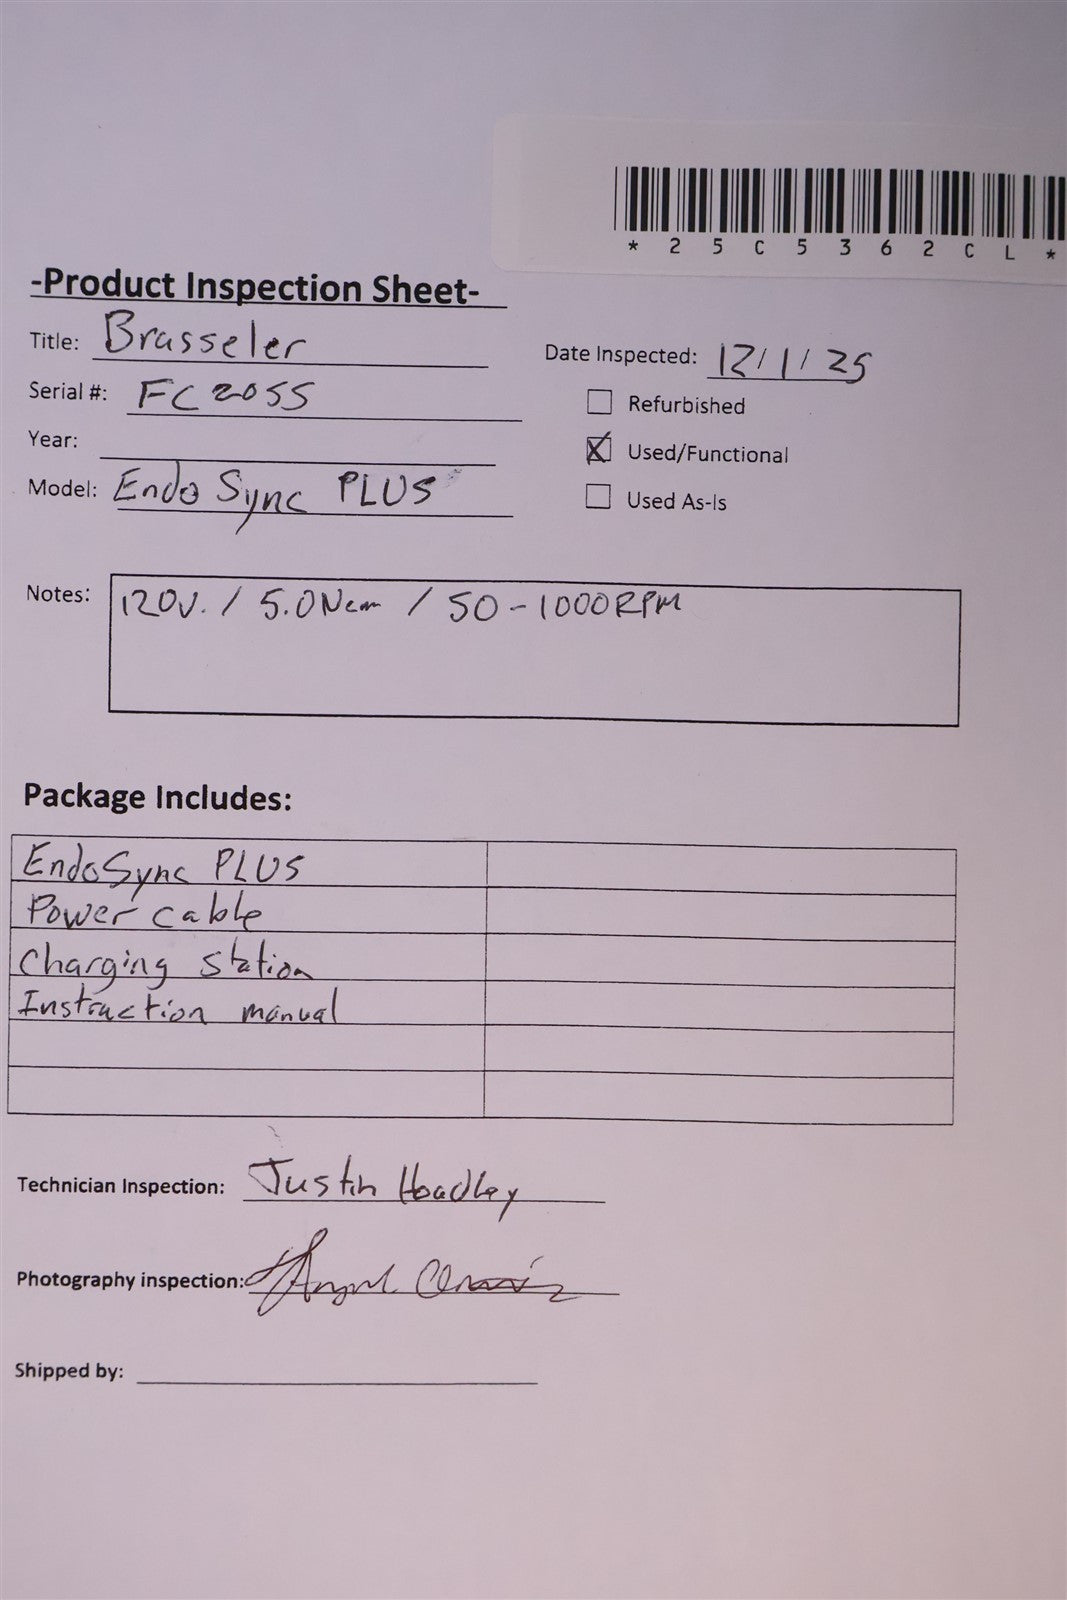 *25C5362CL*
-Product Inspection Sheet-
Title: Brasseler
Date Inspected: 12/1/25
Serial #: FC2055
Refurbished
Year:
Used/Functional
Model: Endo Sync PLUS
Used As-Is
Notes: 120V. / 5.0Ncm / 50-1000RPM
Package Includes:
EndoSync PLUS
Power cable
Charging station
Instruction manual
Technician Inspection: Justin Hoadley
Photography inspection:
Shipped by: